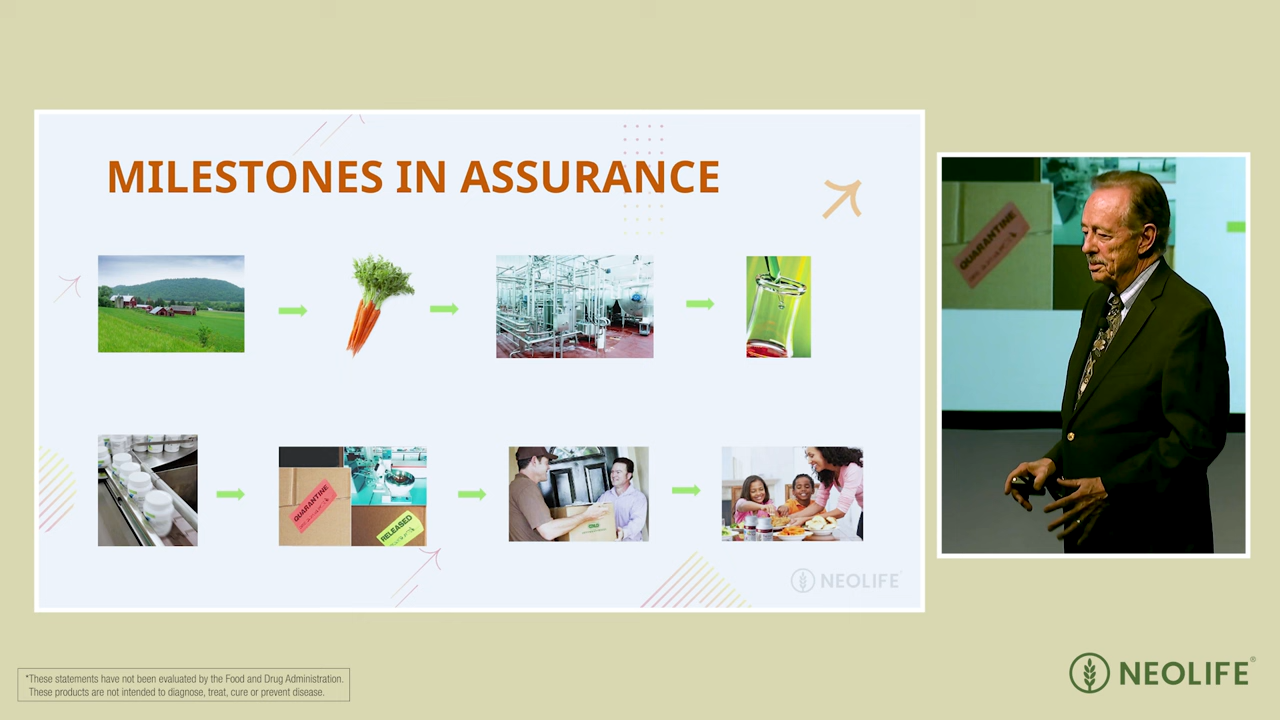 MILESTONES IN ASSURANCE
QUARANTINE
RELEASED
NEOLIFE
QUARANTINE
*These statements have not been evaluated by the Food and Drug Administration.
These products are not intended to diagnose, treat, cure or prevent disease.
NEOLIFE®